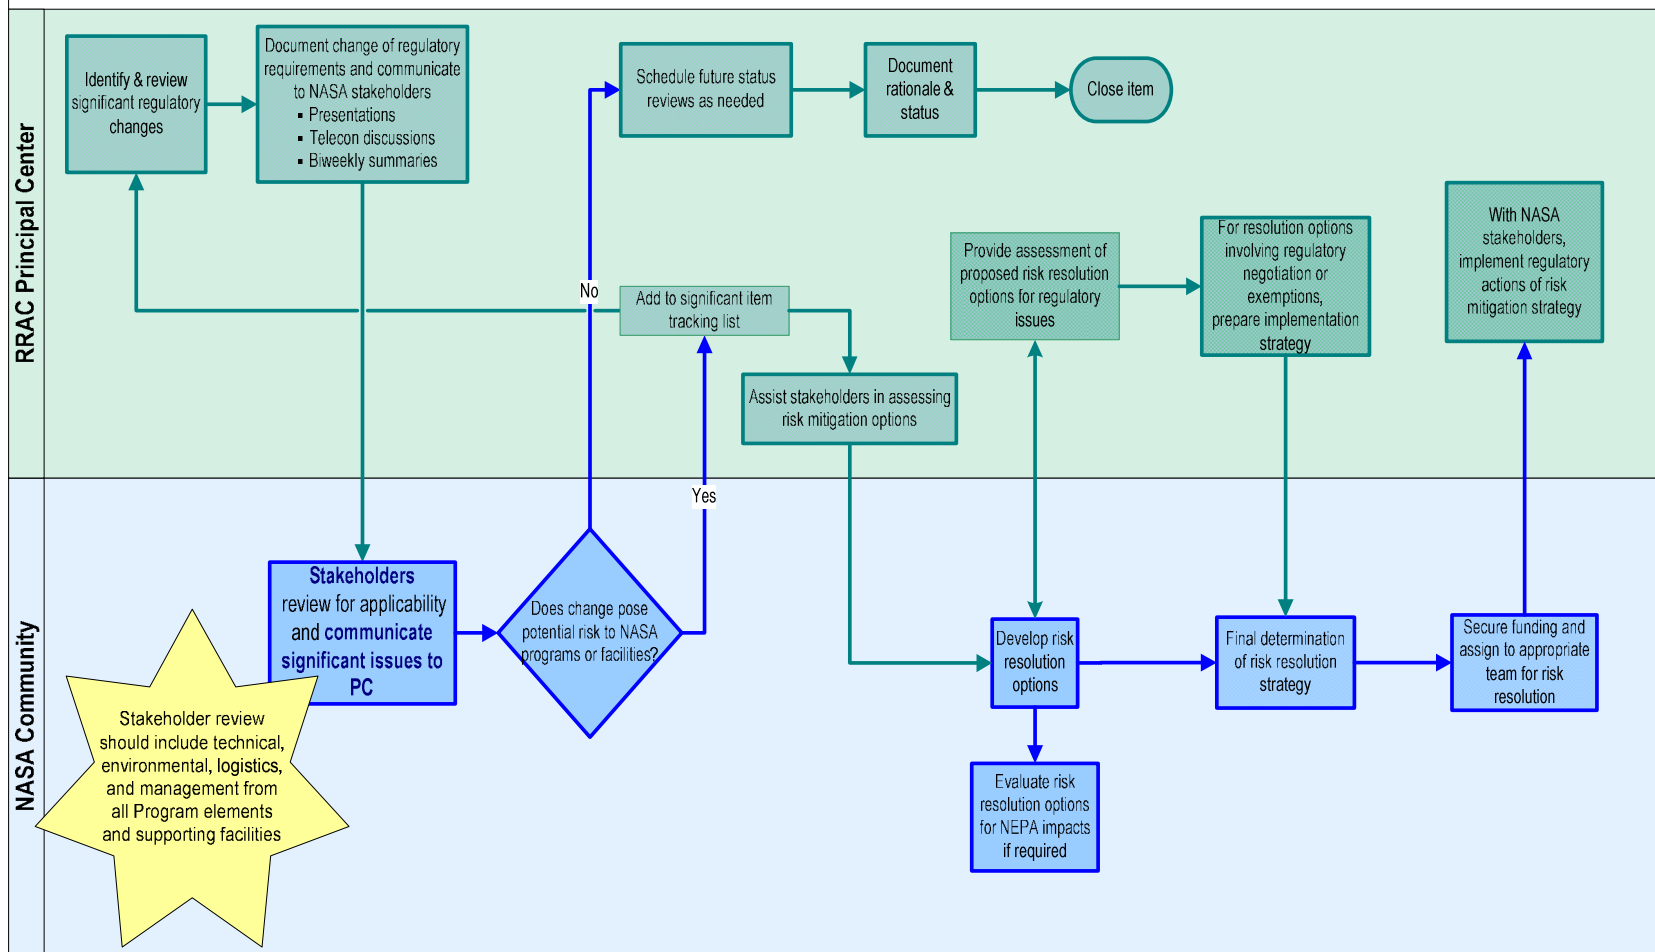 RRAC Principal Center
Identify & review
significant regulatory
changes
Document change of regulatory
requirements and communicate
to NASA stakeholders
▪ Presentations
▪ Telecon discussions
▪ Biweekly summaries
Schedule future status
reviews as needed
Document
rationale &
status
Close item
No
Add to significant item
tracking list
Assist stakeholders in assessing
risk mitigation options
Provide assessment of
proposed risk resolution
options for regulatory
issues
For resolution options
involving regulatory
negotiation or
exemptions,
prepare implementation
strategy
With NASA
stakeholders,
implement regulatory
actions of risk
mitigation strategy
NASA Community
Yes
Stakeholders
review for applicability
and communicate
significant issues to
PC
Does change pose
potential risk to NASA
programs or facilities?
Develop risk
resolution
options
Final determination
of risk resolution
strategy
Secure funding and
assign to appropriate
team for risk
resolution
Evaluate risk
resolution options
for NEPA impacts
if required
Stakeholder review
should include technical,
environmental, logistics,
and management from
all Program elements
and supporting facilities